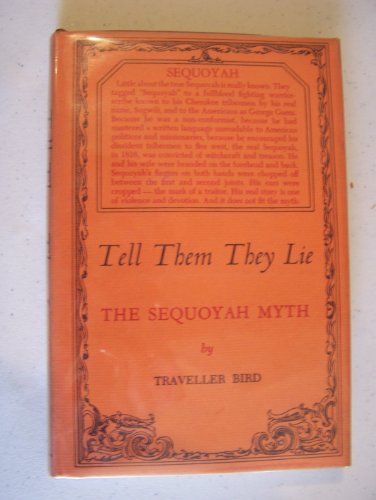 SEQUOYAH
Little about the true Sequoyah is really known. They
tagged "Sequoyah" to a fullblood fighting warrior-
scribe known to his Cherokee tribesmen by his real
name, Sogwili, and to the Americans as George Guess.
Because he was a non-conformist, because he had
mastered a written language unreadable to American
politicos and missionaries, because he encouraged his
dissident tribesmen to flee west, the real Sequoyah,
in 1816, was convicted of witchcraft and treason. He
and his wife were branded on the forehead and back.
Sequoyah's fingers on both hands were chopped off
between the first and second joints. His ears were
cropped — the mark of a traitor. His real story is one
of violence and devotion. And it does not fit the myth.
Tell Them They Lie
THE SEQUOYAH MYTH
by
TRAVELLER BIRD